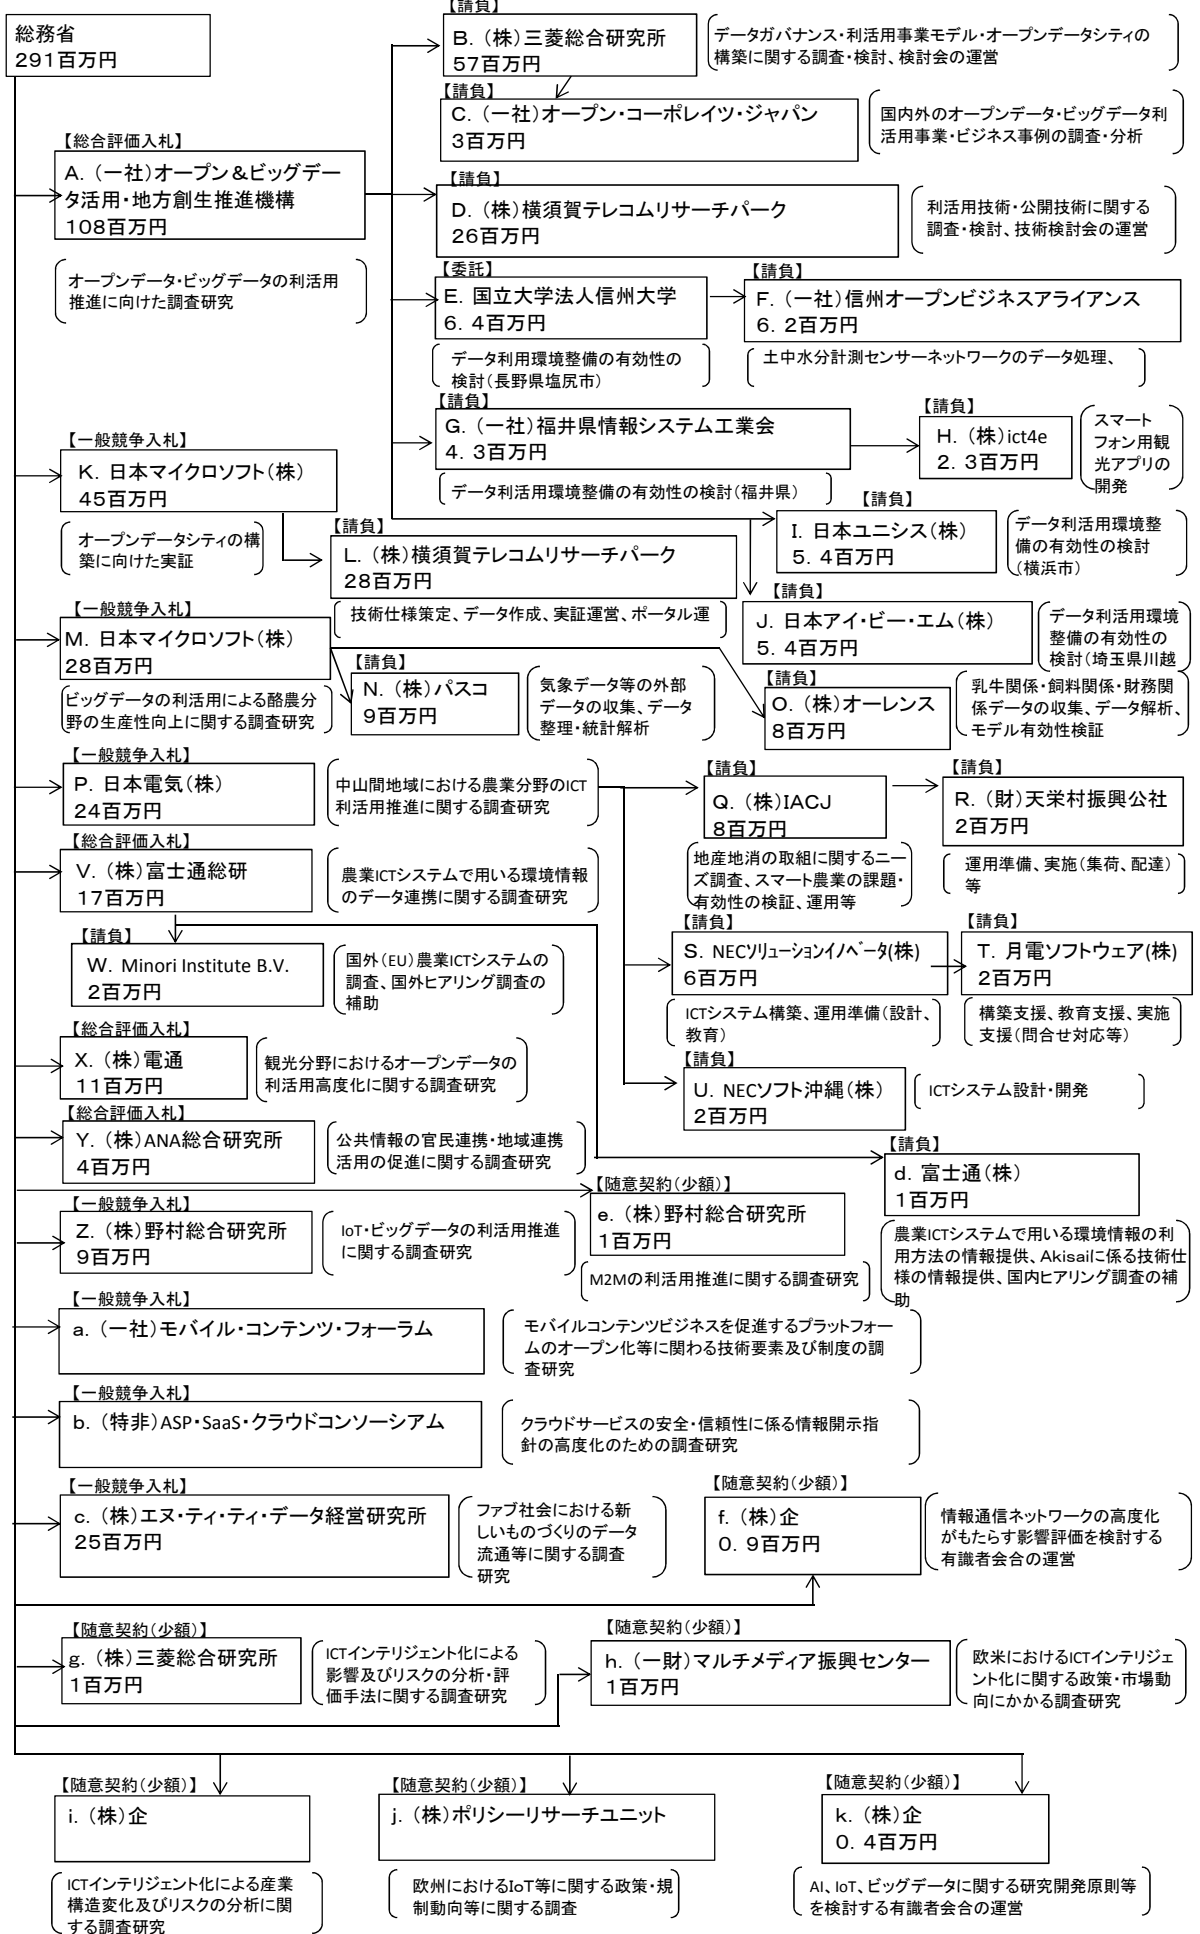 総務省
291百万円
【請負】
B. (株)三菱総合研究所
57百万円
データガバナンス・利活用事業モデル・オープンデータシティの
構築に関する調査・検討、検討会の運営
【請負】
C. (一社)オープン・コーポレイツ・ジャパン
3百万円
国内外のオープンデータ・ビッグデータ利
活用事業・ビジネス事例の調査・分析
【総合評価入札】
A. (一社)オープン&ビッグデー
タ活用・地方創生推進機構
108百万円
オープンデータ・ビッグデータの利活用
推進に向けた調査研究
【請負】
D. (株)横須賀テレコムリサーチパーク
26百万円
利活用技術・公開技術に関する
調査・検討、技術検討会の運営
【委託】
E. 国立大学法人信州大学
6. 4百万円
データ利用環境整備の有効性の
検討(長野県塩尻市)
【請負】
F. (一社)信州オープンビジネスアライアンス
6. 2百万円
土中水分計測センサーネットワークのデータ処理、
【請負】
G. (一社)福井県情報システム工業会
4. 3百万円
データ利活用環境整備の有効性の検討(福井県)
【請負】
H. (株)ict4e
2. 3百万円
スマート
フォン用観
光アプリの
開発
【一般競争入札】
K. 日本マイクロソフト(株)
45百万円
オープンデータシティの構
築に向けた実証
【請負】
L. (株)横須賀テレコムリサーチパーク
28百万円
技術仕様策定、データ作成、実証運営、ポータル運
【請負】
I. 日本ユニシス(株)
5. 4百万円
データ利活用環境整
備の有効性の検討
(横浜市)
【請負】
J. 日本アイ・ビー・エム(株)
5. 4百万円
データ利活用環境
整備の有効性の
検討(埼玉県川越
【一般競争入札】
M. 日本マイクロソフト(株)
28百万円
ビッグデータの利活用による酪農分
野の生産性向上に関する調査研究
【請負】
N. (株)パスコ
9百万円
気象データ等の外部
データの収集、データ
整理・統計解析
【請負】
O. (株)オーレンス
8百万円
乳牛関係・飼料関係・財務関
係データの収集、データ解析、
モデル有効性検証
【一般競争入札】
P. 日本電気(株)
24百万円
中山間地域における農業分野のICT
利活用推進に関する調査研究
【請負】
Q. (株)IACJ
8百万円
地産地消の取組に関するニー
ズ調査、スマート農業の課題・
有効性の検証、運用等
【請負】
R. (財)天栄村振興公社
2百万円
運用準備、実施(集荷、配達)
等
【総合評価入札】
V. (株)富士通総研
17百万円
農業ICTシステムで用いる環境情報
のデータ連携に関する調査研究
【請負】
W. Minori Institute B.V.
2百万円
国外(EU)農業ICTシステムの
調査、国外ヒアリング調査の
補助
【請負】
S. NECソリューションイノベータ(株)
6百万円
ICTシステム構築、運用準備(設計、
教育)
【請負】
T. 月電ソフトウェア(株)
2百万円
構築支援、教育支援、実施
支援(問合せ対応等)
【請負】
U. NECソフト沖縄(株)
2百万円
ICTシステム設計・開発
【総合評価入札】
X. (株)電通
11百万円
観光分野におけるオープンデータの
利活用高度化に関する調査研究
【総合評価入札】
Y. (株)ANA総合研究所
4百万円
公共情報の官民連携・地域連携
活用の促進に関する調査研究
【請負】
d. 富士通(株)
1百万円
農業ICTシステムで用いる環境情報の利
用方法の情報提供、Akisaiに係る技術仕
様の情報提供、国内ヒアリング調査の補
助
【一般競争入札】
Z. (株)野村総合研究所
9百万円
IoT・ビッグデータの利活用推進
に関する調査研究
【随意契約(少額)】
e. (株)野村総合研究所
1百万円
M2Mの利活用推進に関する調査研究
【一般競争入札】
a. (一社)モバイル・コンテンツ・フォーラム
モバイルコンテンツビジネスを促進するプラットフォー
ムのオープン化等に関わる技術要素及び制度の調
査研究
【一般競争入札】
b. (特非)ASP・SaaS・クラウドコンソーシアム
クラウドサービスの安全・信頼性に係る情報開示指
針の高度化のための調査研究
【一般競争入札】
c. (株)エヌ・ティ・ティ・データ経営研究所
25百万円
ファブ社会における新
しいものづくりのデータ
流通等に関する調査
研究
【随意契約(少額)】
f. (株)企
0. 9百万円
情報通信ネットワークの高度化
がもたらす影響評価を検討する
有識者会合の運営
【随意契約(少額)】
g. (株)三菱総合研究所
1百万円
ICTインテリジェント化による
影響及びリスクの分析・評
価手法に関する調査研究
【随意契約(少額)】
h. (一財)マルチメディア振興センター
1百万円
欧米におけるICTインテリジェ
ント化に関する政策・市場動
向にかかる調査研究
【随意契約(少額)】
i. (株)企
ICTインテリジェント化による産業
構造変化及びリスクの分析に関
する調査研究
【随意契約(少額)】
j. (株)ポリシーリサーチユニット
欧州におけるIoT等に関する政策・規
制動向等に関する調査
【随意契約(少額)】
k. (株)企
0. 4百万円
AI、IoT、ビッグデータに関する研究開発原則等
を検討する有識者会合の運営